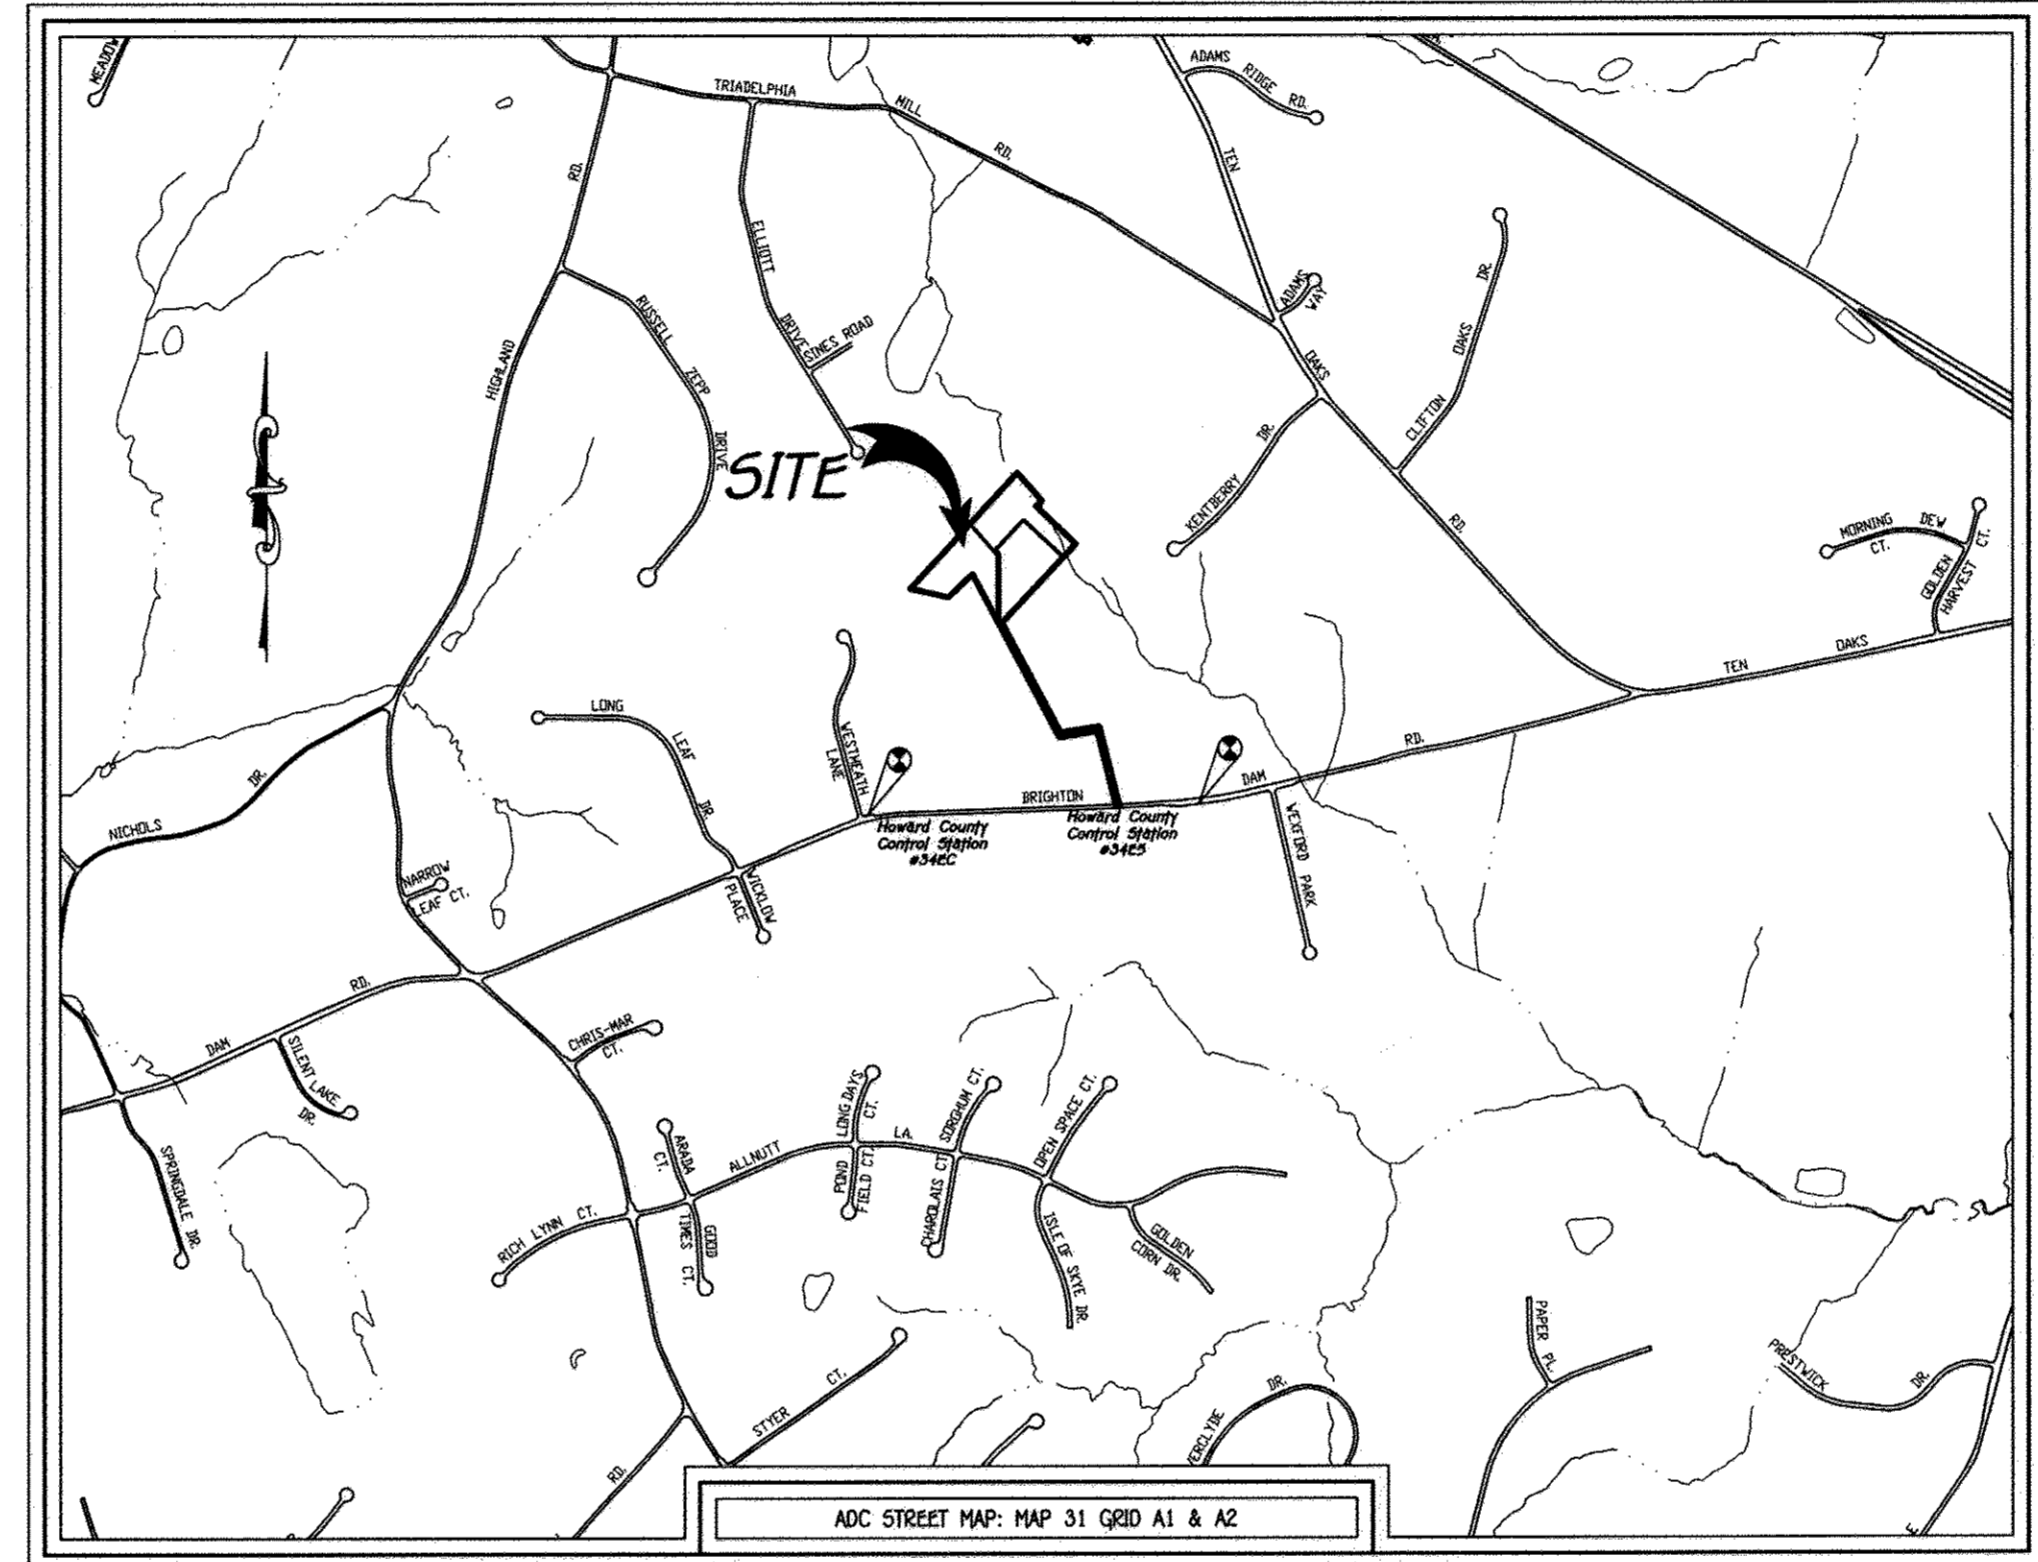 MEADOW
TRIADELPHIA
MILL
RD.
ADAMS
RIDGE
RD.
TEN
RD.
ELLIOTT
DRIVE
SINES ROAD
ADAMS
WAY
OAKS
CLIFTON
OAKS
DR.
HIGHLAND
RUSSELL
ZEPP
DRIVE
SITE
KENTBERRY
DR.
RD.
MORNING
DEW
CT.
GOLDEN
HARVEST
CT.
TEN
OAKS
LONG
LEAF
DR.
WESTHEATH
LANE
NICHOLS
DR.
BRIGHTON
DAM
RD.
Howard County
Control Station
#34EC
Howard County
Control Station
#34E5
WEXFORD PARK
NARROW
LEAF CT.
WICKLOW
PLACE
DAM
RD.
SILENT LAKE
DR.
CHRIS-MAR
CT.
SPRINGDALE DR.
ARADA
CT.
ALLNUTT
LONG DAYS
CT.
LA.
SORGHUM CT.
OPEN SPACE CT.
POND
FIELD CT.
CHAROLAIS CT
RICH LYNN CT.
GOOD
TIMES CT.
ISLE OF SKYE DR.
GOLDEN
CORN DR.
PAPER PL.
PRESTWICK
DR.
STYER
CT.
VERCLYDE
DR.
RD.
ADC STREET MAP: MAP 31 GRID A1 & A2